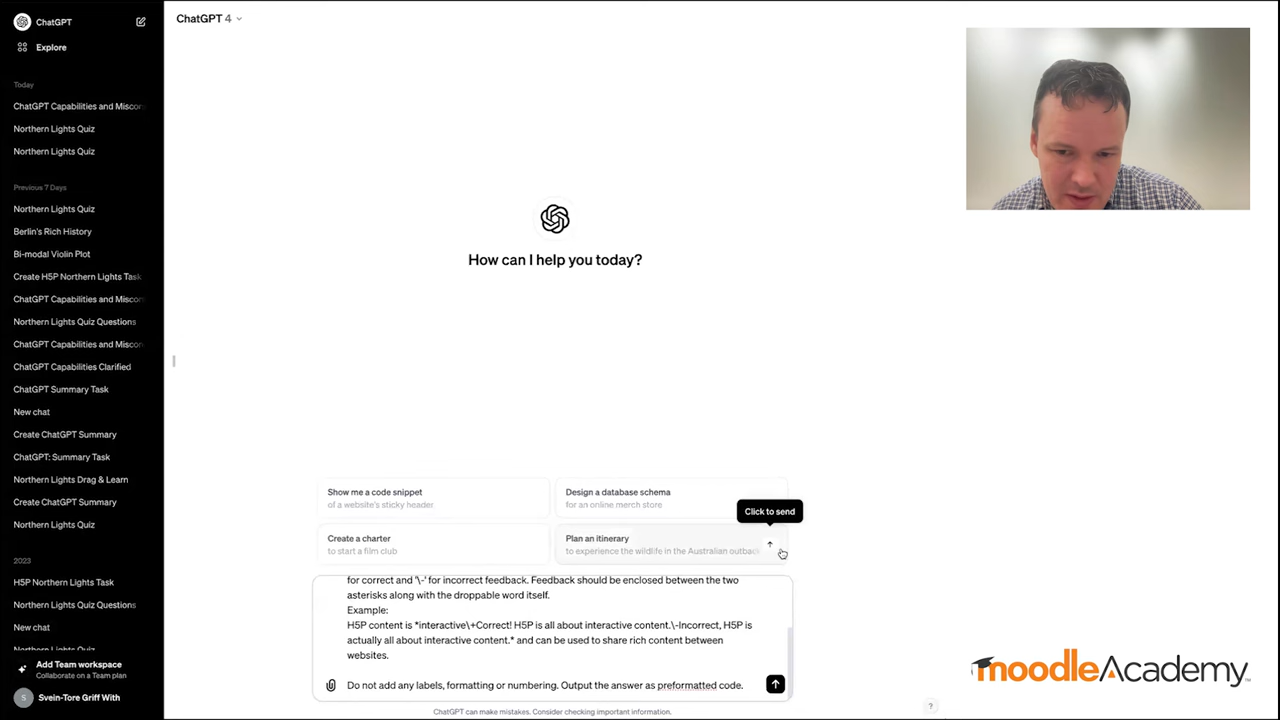 ChatGPT
Explore
Today
ChatGPT Capabilities and Miscon
Northern Lights Quiz
Northern Lights Quiz
Previous 7 Days
Northern Lights Quiz
Berlin's Rich History
Bi-modal Violin Plot
Create H5P Northern Lights Task
ChatGPT Capabilities and Miscon
Northern Lights Quiz Questions
ChatGPT Capabilities and Miscon
ChatGPT Capabilities Clarified
ChatGPT Summary Task
New chat
Create ChatGPT Summary
ChatGPT: Summary Task
Northern Lights Drag & Learn
Create ChatGPT Summary
Northern Lights Quiz
2023
H5P Northern Lights Task
Northern Lights Quiz Questions
New chat
Northern Lights Quiz
Add Team workspace
Collaborate on a Team plan
S
Svein-Tore Griff With
ChatGPT 4
How can I help you today?
Show me a code snippet
of a website's sticky header
Design a database schema
for an online merch store
Click to send
Create a charter
to start a film club
Plan an itinerary
to experience the wildlife in the Australian outback
for correct and '\-' for incorrect feedback. Feedback should be enclosed between the two
asterisks along with the droppable word itself.
Example:
H5P content is *interactive\+Correct! H5P is all about interactive content.\-Incorrect, H5P is
actually all about interactive content.* and can be used to share rich content between
websites.
Do not add any labels, formatting or numbering. Output the answer as preformatted code.
ChatGPT can make mistakes. Consider checking important information.
?
moodleAcademy™